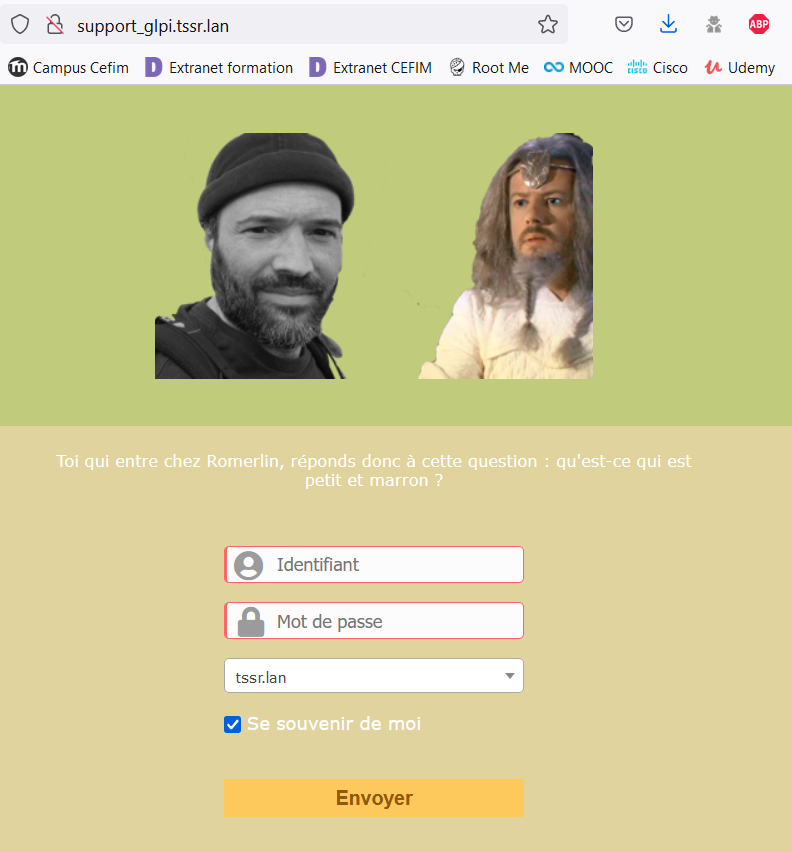 support_glpi.tssr.lan
ABP
Campus Cefim
Extranet formation
Extranet CEFIM
Root Me
MOOC
Cisco
Udemy
Toi qui entre chez Romerlin, réponds donc à cette question : qu'est-ce qui est
petit et marron ?
Identifiant
Mot de passe
tssr.lan
Se souvenir de moi
Envoyer